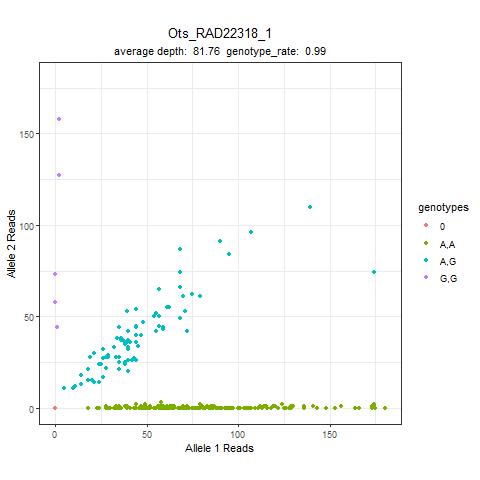 Ots_RAD22318_1
average depth: 81.76 genotype_rate: 0.99
Allele 2 Reads
150
100
50
0
0
50
100
150
Allele 1 Reads
genotypes
0
A,A
A,G
G,G